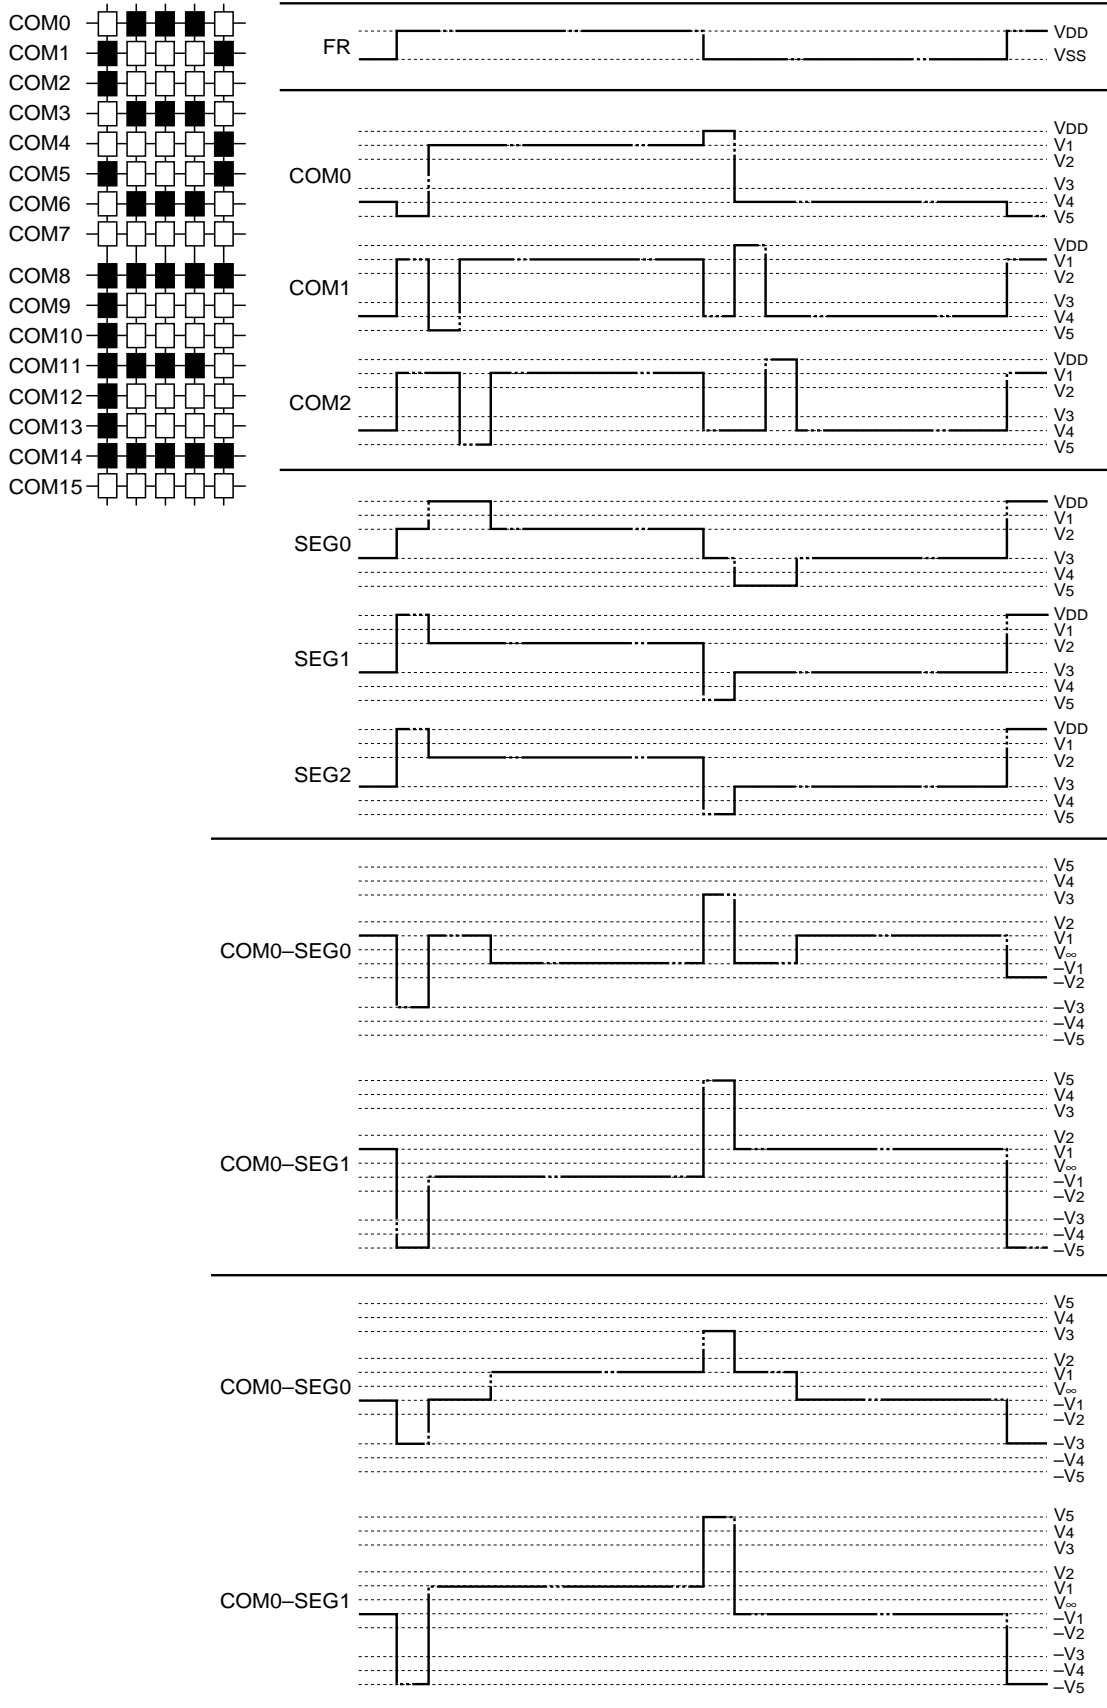 COM0
COM1
COM2
COM3
COM4
COM5
COM6
COM7
COM8
COM9
COM10
COM11
COM12
COM13
COM14
COM15
FR
VDD
VSS
COM0
VDD
V1
V2
V3
V4
V5
COM1
VDD
V1
V2
V3
V4
V5
COM2
VDD
V1
V2
V3
V4
V5
SEG0
VDD
V1
V2
V3
V4
V5
SEG1
VDD
V1
V2
V3
V4
V5
SEG2
VDD
V1
V2
V3
V4
V5
COM0–SEG0
V5
V4
V3
V2
V1
V∞
–V1
–V2
–V3
–V4
–V5
COM0–SEG1
V5
V4
V3
V2
V1
V∞
–V1
–V2
–V3
–V4
–V5
COM0–SEG0
V5
V4
V3
V2
V1
V∞
–V1
–V2
–V3
–V4
–V5
COM0–SEG1
V5
V4
V3
V2
V1
V∞
–V1
–V2
–V3
–V4
–V5